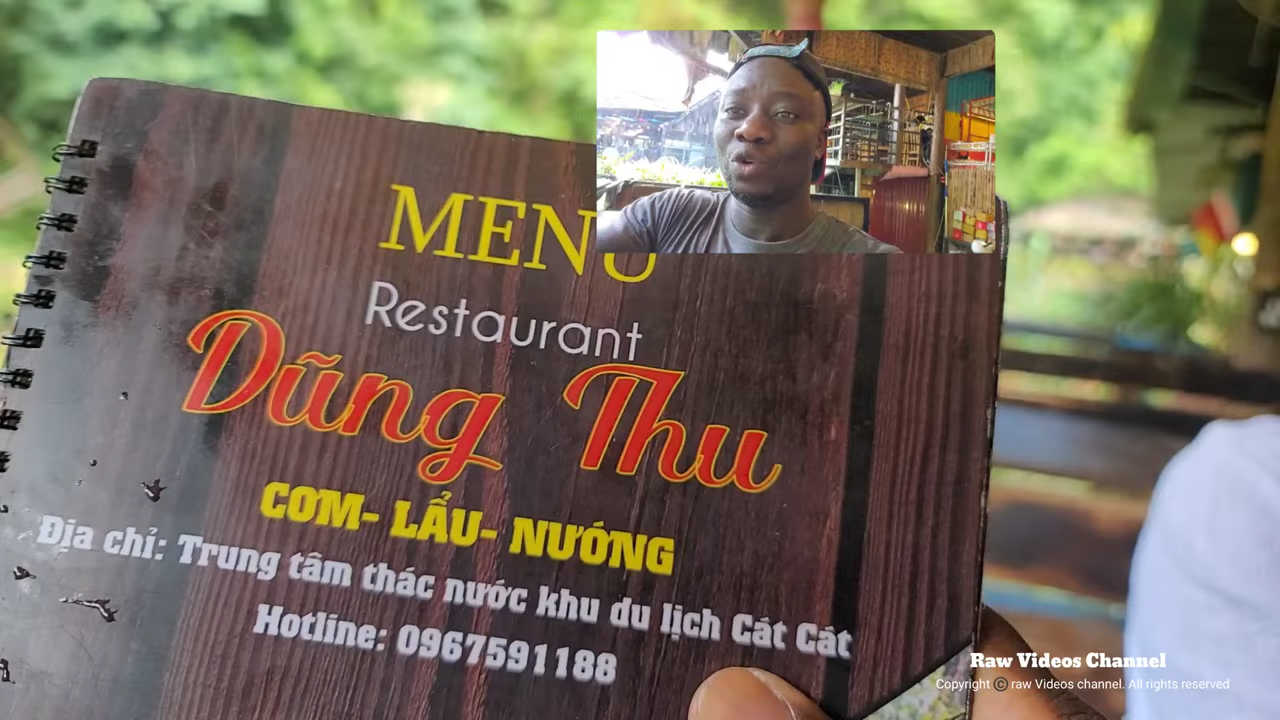 MENU
Restaurant
Dũng Thu
CƠM- LẨU- NƯỚNG
Địa chỉ: Trung tâm thác nước khu du lịch Cát Cát
Hotline: 0967591188
Raw Videos Channel
Copyright © raw Videos channel. All rights reserved